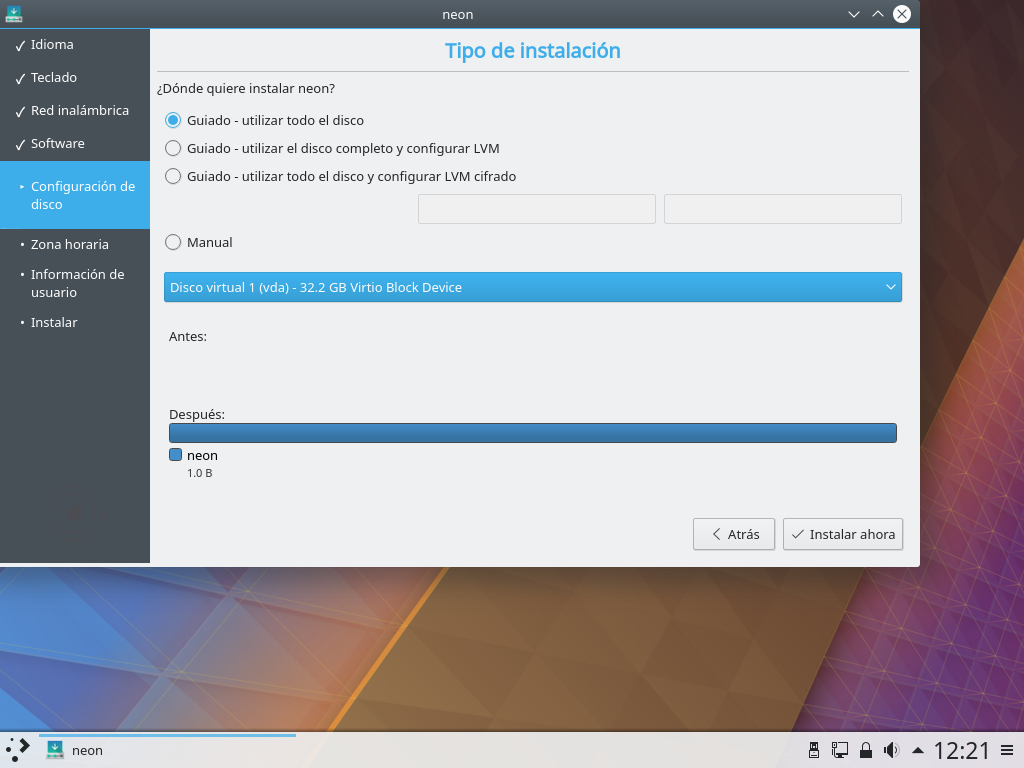 neon
Idioma
Teclado
Red inalámbrica
Software
Configuración de
disco
Zona horaria
Información de
usuario
Instalar
Tipo de instalación
¿Dónde quiere instalar neon?
Guiado - utilizar todo el disco
Guiado - utilizar el disco completo y configurar LVM
Guiado - utilizar todo el disco y configurar LVM cifrado
Manual
Disco virtual 1 (vda) - 32.2 GB Virtio Block Device
Antes:
Después:
neon
1.0 B
Atrás
Instalar ahora
neon
12:21